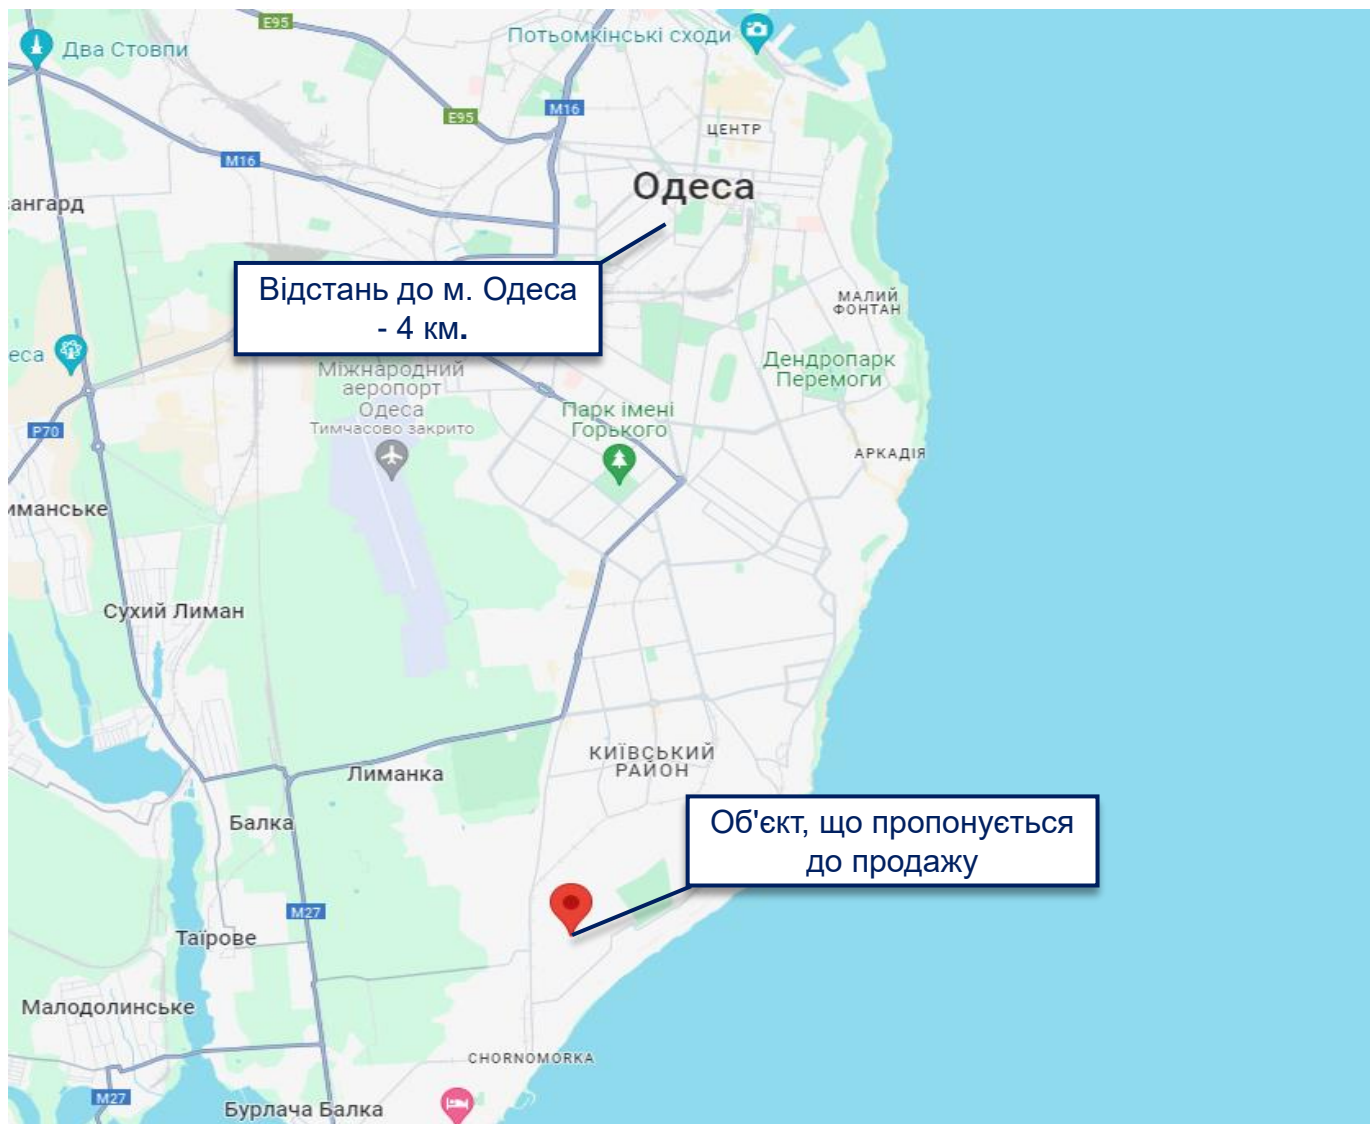 E95
Два Стовпи
Потьомкінські сходи
E95
M16
ЦЕНТР
M16
Одеса
ангард
Відстань до м. Одеса
- 4 км.
МАЛИЙ
ФОНТАН
еса
Міжнародний
аеропорт
Одеса
Тимчасово закрито
Дендропарк
Перемоги
Парк імені
Горького
P70
АРКАДІЯ
иманське
Сухий Лиман
КИЇВСЬКИЙ
РАЙОН
Лиманка
Балка
Об'єкт, що пропонується
до продажу
M27
Таїрове
Малодолинське
CHORNOMORKA
M27
Бурлача Балка